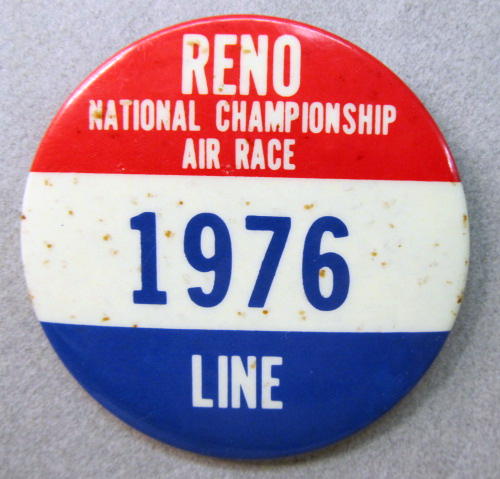 RENO
NATIONAL CHAMPIONSHIP
AIR RACE
1976
LINE